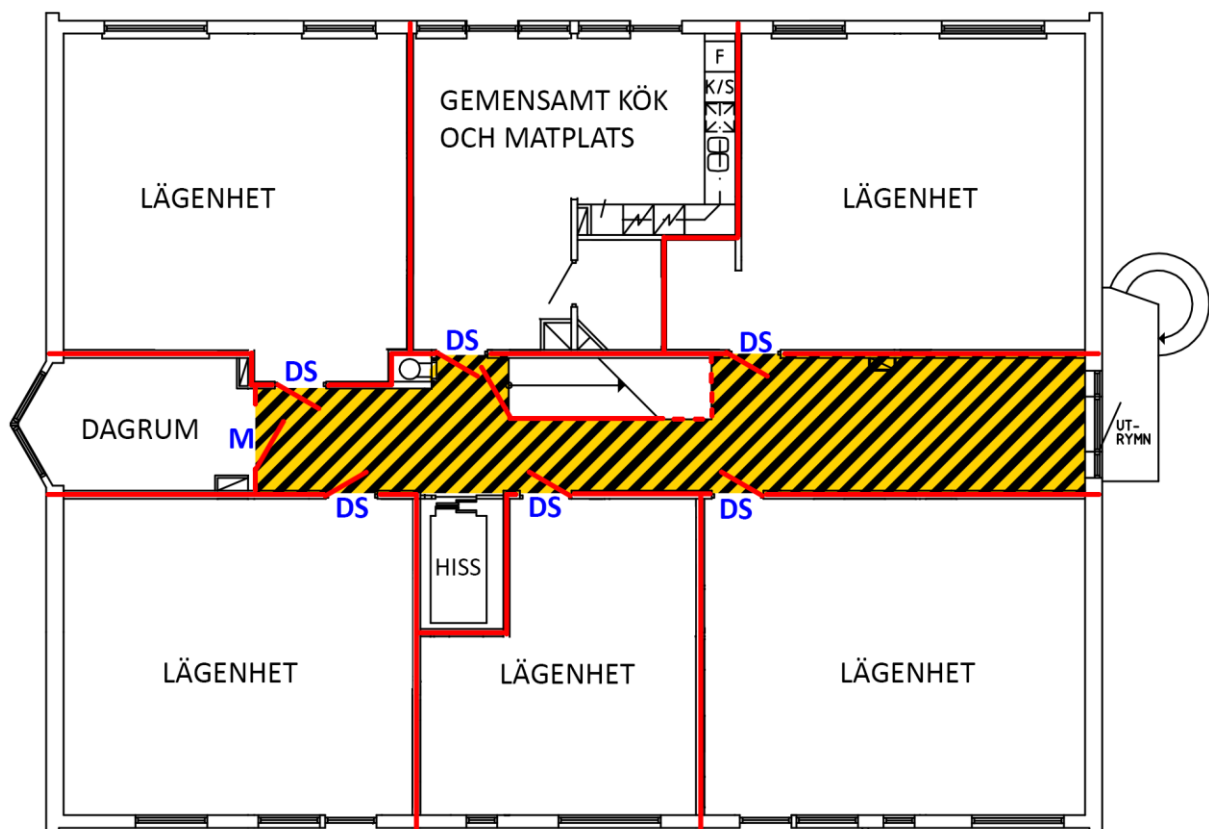 F
K/S
GEMENSAMT KÖK
OCH MATPLATS
LÄGENHET
LÄGENHET
DS
DS
DS
DAGRUM
M
UT-
RYMN
DS
DS
DS
HISS
LÄGENHET
LÄGENHET
LÄGENHET